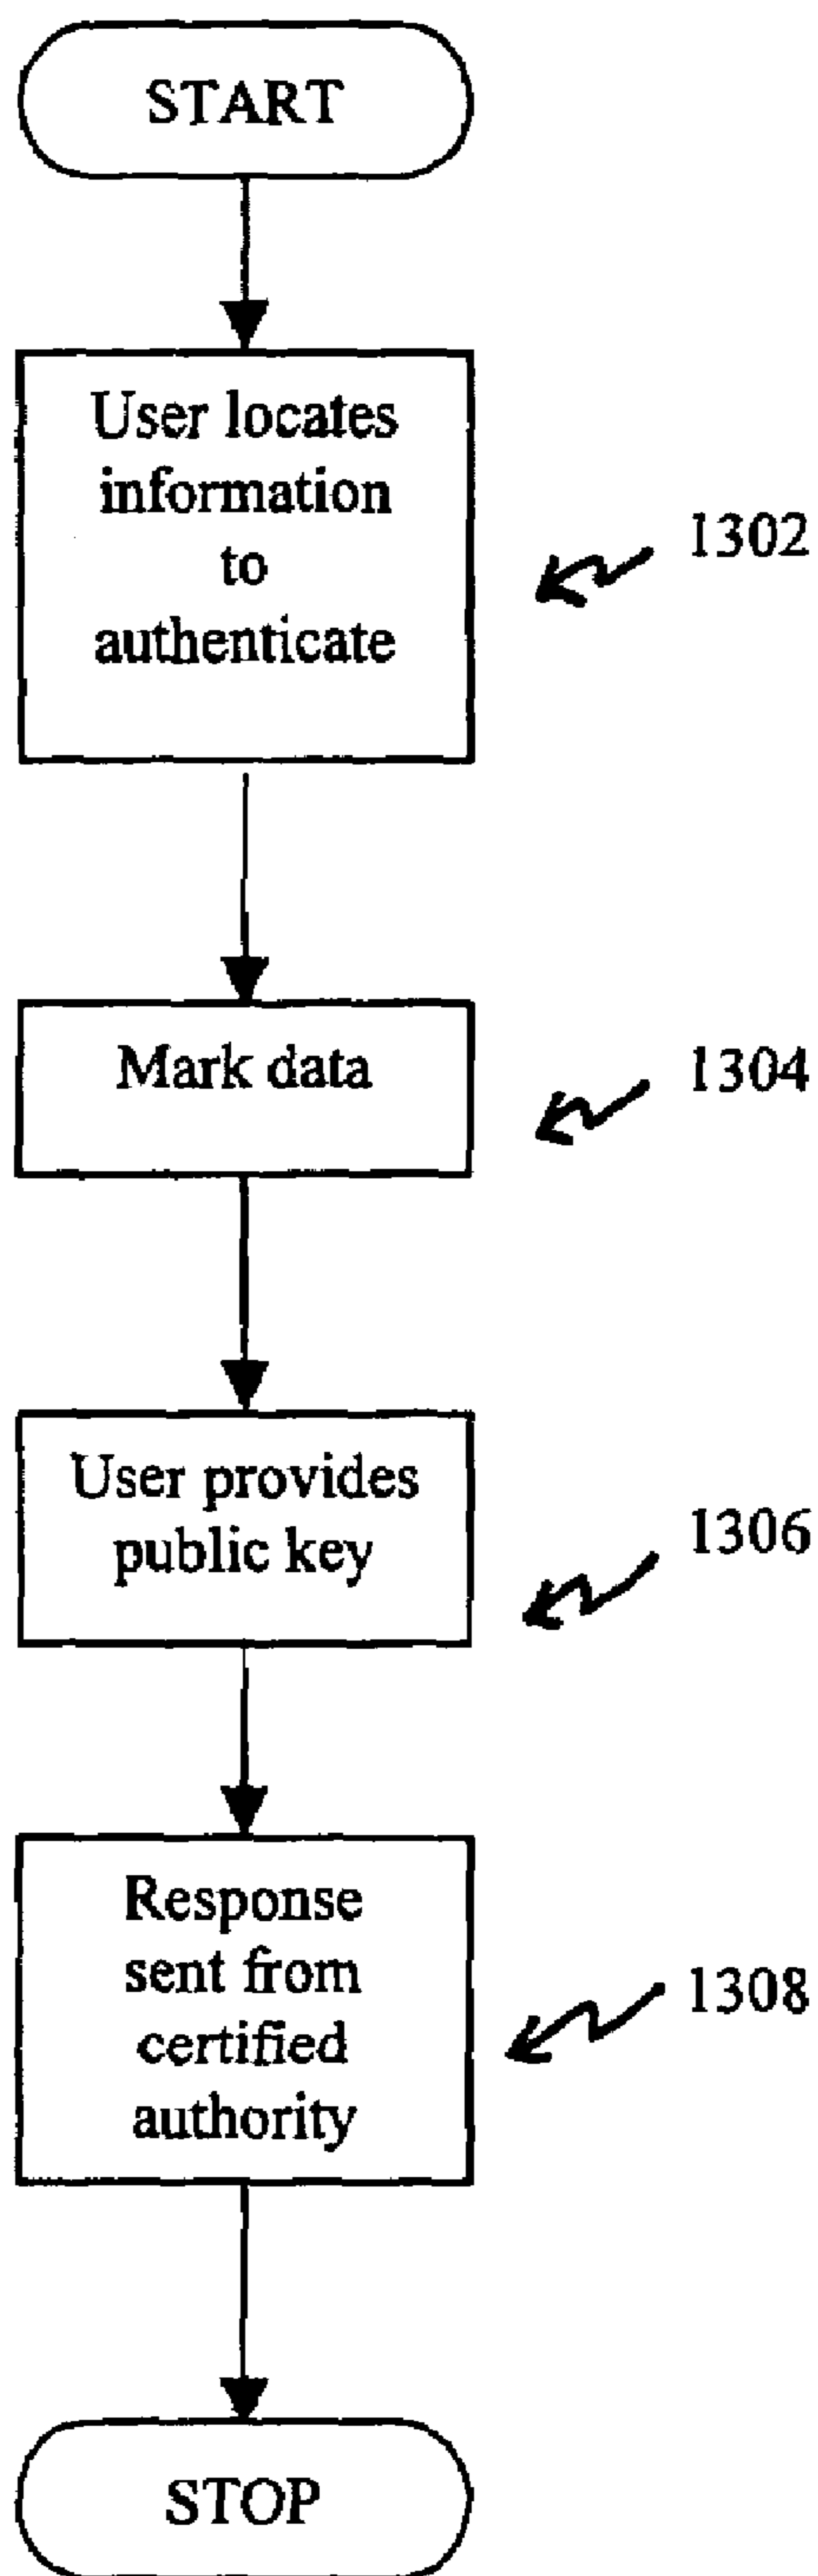 START
User locates
information
to
authenticate
1302
Mark data
1304
User provides
public key
1306
Response
sent from
certified
authority
1308
STOP